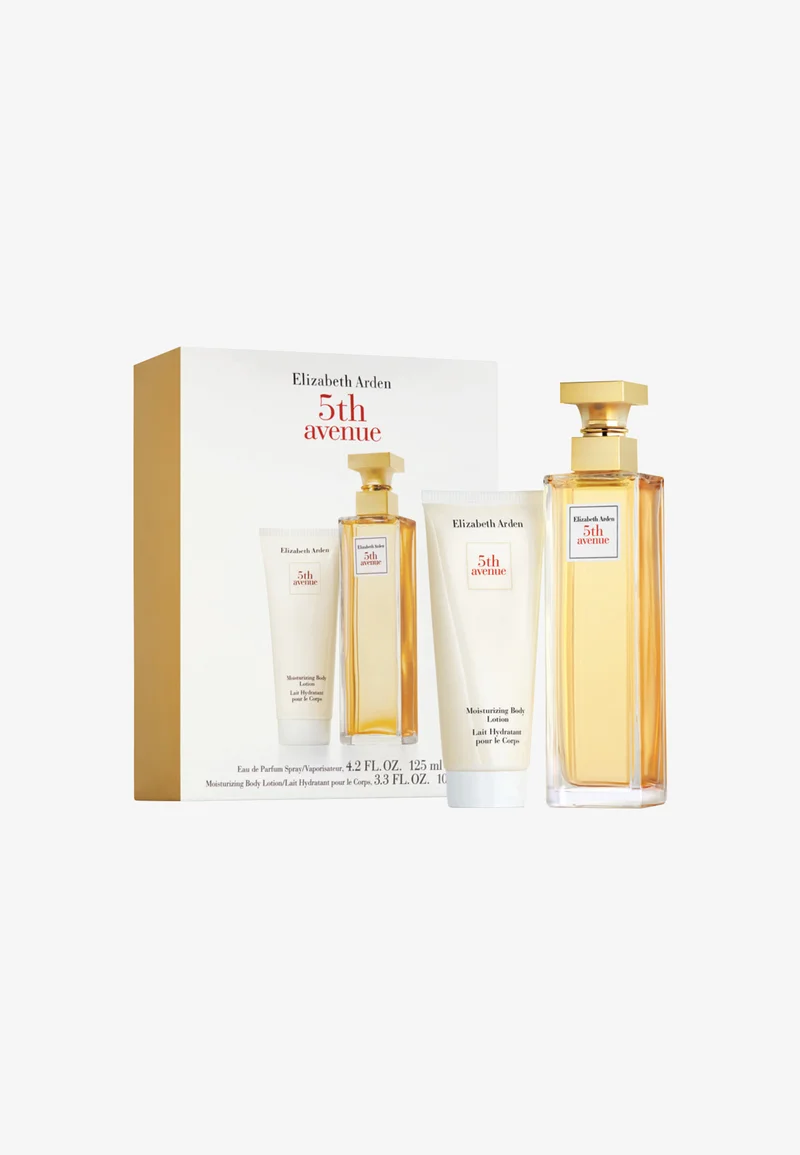 Elizabeth Arden
5th
avenue
Elizabeth Arden
5th
avenue
Moisturizing Body
Lotion
Lait Hydratant
pour le Corps
Elizabeth Arden
5th
avenue
Eau de Parfum Spray/Vaporisateur, 4.2 FL. OZ. 125 ml
Moisturizing Body Lotion/Lait Hydratant pour le Corps, 3.3 FL. OZ. 10
Elizabeth Arden
5th
avenue
Moisturizing Body
Lotion
Lait Hydratant
pour le Corps
Elizabeth Arden
5th
avenue